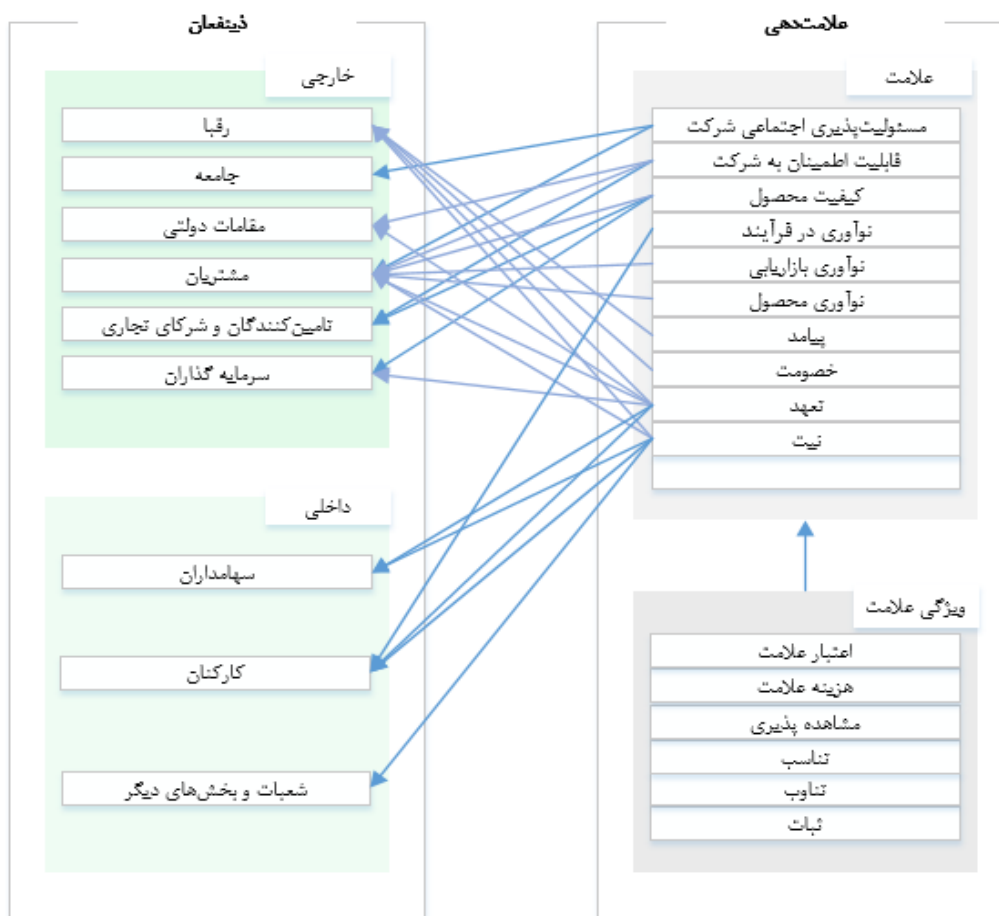 علامت‌دهی
علامت
مسئولیت‌پذیری اجتماعی شرکت
قابلیت اطمینان به شرکت
کیفیت محصول
نوآوری در فرآیند
نوآوری بازاریابی
نوآوری محصول
پیامد
خصومت
تعهد
نیت
ویژگی علامت
اعتبار علامت
هزینه علامت
مشاهده پذیری
تناسب
تناوب
ثبات
ذینفعان
خارجی
رقبا
جامعه
مقامات دولتی
مشتریان
تامین‌کنندگان و شرکای تجاری
سرمایه گذاران
داخلی
سهامداران
کارکنان
شعبات و بخش‌های دیگر